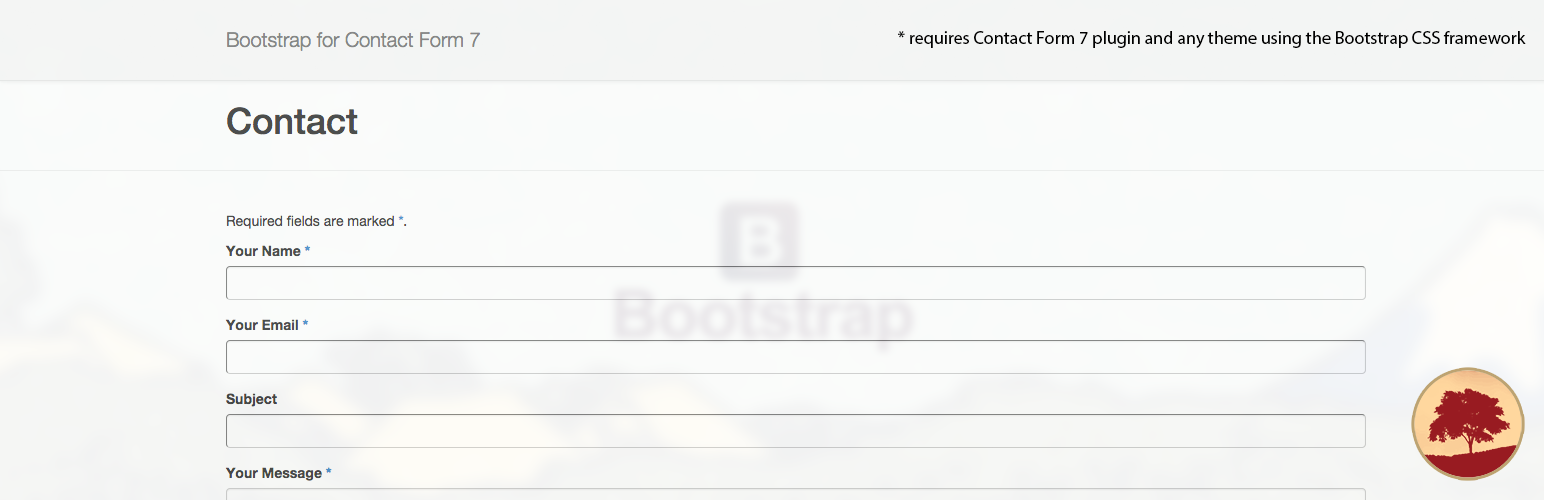 Bootstrap for Contact Form 7
* requires Contact Form 7 plugin and any theme using the Bootstrap CSS framework
Contact
Required fields are marked *.
B
Bootstrap
Your Name *
Your Email *
Subject
Your Message *